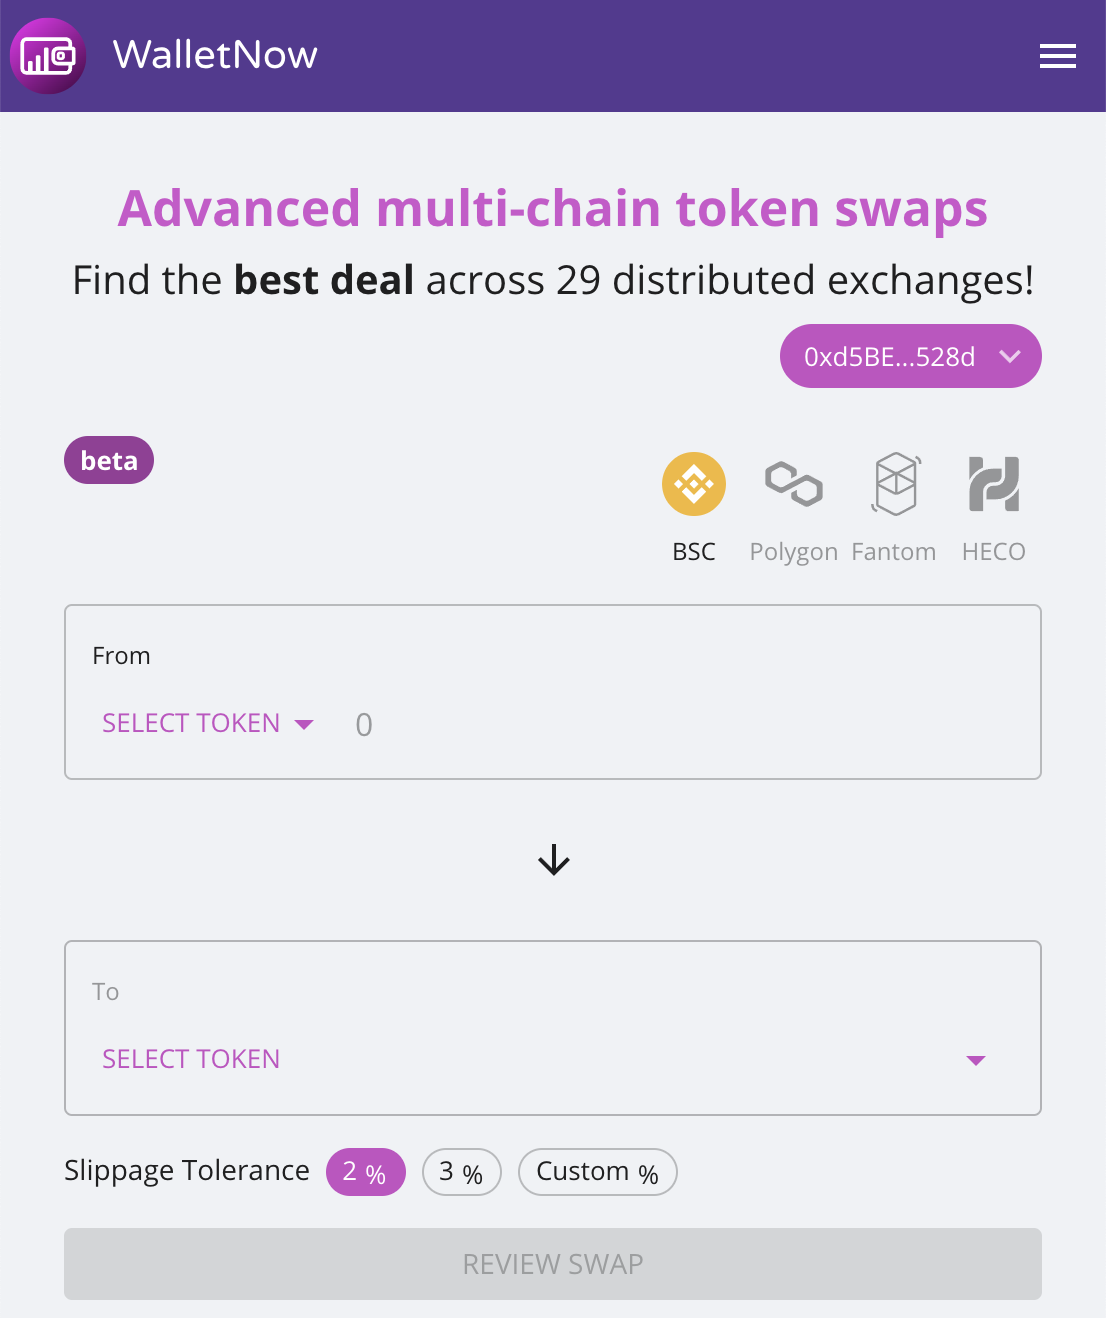 WalletNow
Advanced multi-chain token swaps
Find the best deal across 29 distributed exchanges!
0xd5BE...528d
beta
BSC Polygon Fantom HECO
From
SELECT TOKEN 0
To
SELECT TOKEN
Slippage Tolerance 2 % 3 % Custom %
REVIEW SWAP